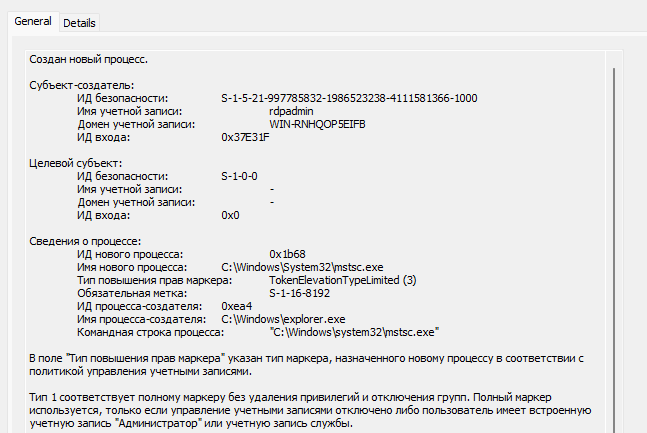 General
Details
Создан новый процесс.
Субъект-создатель:
ИД безопасности: S-1-5-21-997785832-1986523238-4111581366-1000
Имя учетной записи: rdpadmin
Домен учетной записи: WIN-RNHQOP5EIFB
ИД входа: 0x37E31F
Целевой субъект:
ИД безопасности: S-1-0-0
Имя учетной записи: -
Домен учетной записи: -
ИД входа: 0x0
Сведения о процессе:
ИД нового процесса: 0x1b68
Имя нового процесса: C:\Windows\System32\mstsc.exe
Тип повышения прав маркера: TokenElevationTypeLimited (3)
Обязательная метка: S-1-16-8192
ИД процесса-создателя: 0xea4
Имя процесса-создателя: C:\Windows\explorer.exe
Командная строка процесса: "C:\Windows\system32\mstsc.exe"
В поле "Тип повышения прав маркера" указан тип маркера, назначенного новому процессу в соответствии с
политикой управления учетными записями.
Тип 1 соответствует полному маркеру без удаления привилегий и отключения групп. Полный маркер
используется, только если управление учетными записями отключено либо пользователь имеет встроенную
учетную запись "Администратор" или учетную запись службы.